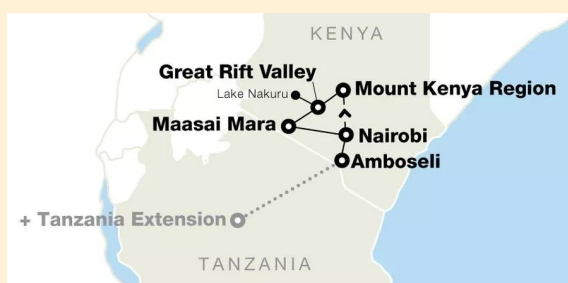 KENYA
Great Rift Valley
Lake Nakuru
Mount Kenya Region
Maasai Mara
Nairobi
Amboseli
+ Tanzania Extension
TANZANIA